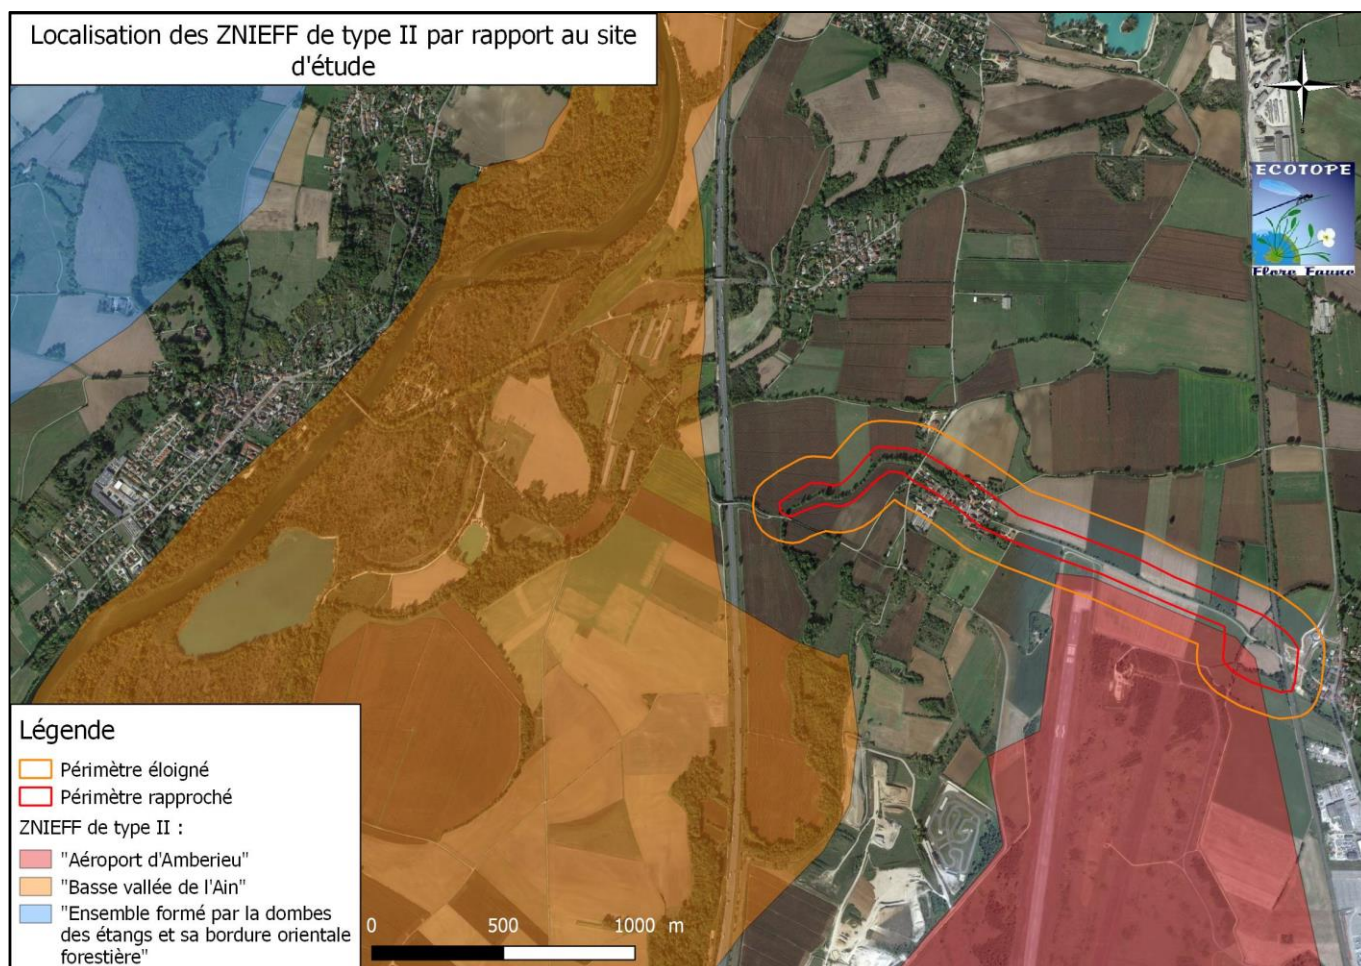 Localisation des ZNIEFF de type II par rapport au site
d'étude
ECOTOPE
Flore Faune
Légende
Périmètre éloigné
Périmètre rapproché
ZNIEFF de type II :
"Aéroport d'Amberieu"
"Basse vallée de l'Ain"
"Ensemble formé par la dombes
des étangs et sa bordure orientale
forestière"
0 500 1000 m